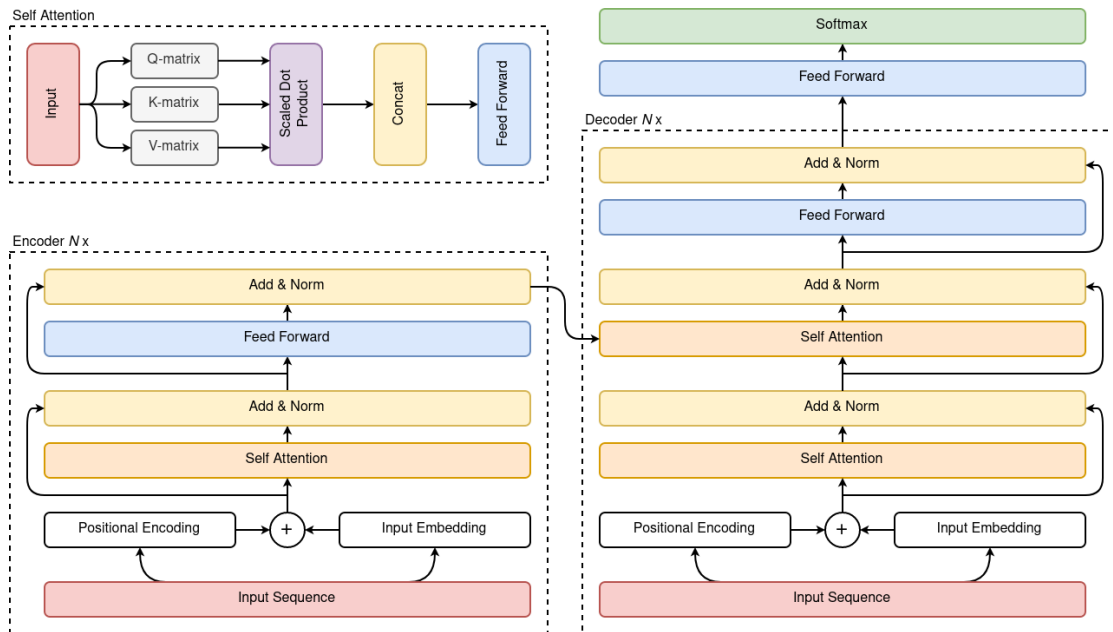 Self Attention
Input
Q-matrix
K-matrix
V-matrix
Scaled Dot
Product
Concat
Feed Forward
Encoder N x
Add & Norm
Feed Forward
Add & Norm
Self Attention
Positional Encoding
+
Input Embedding
Input Sequence
Softmax
Feed Forward
Decoder N x
Add & Norm
Feed Forward
Add & Norm
Self Attention
Add & Norm
Self Attention
Positional Encoding
+
Input Embedding
Input Sequence